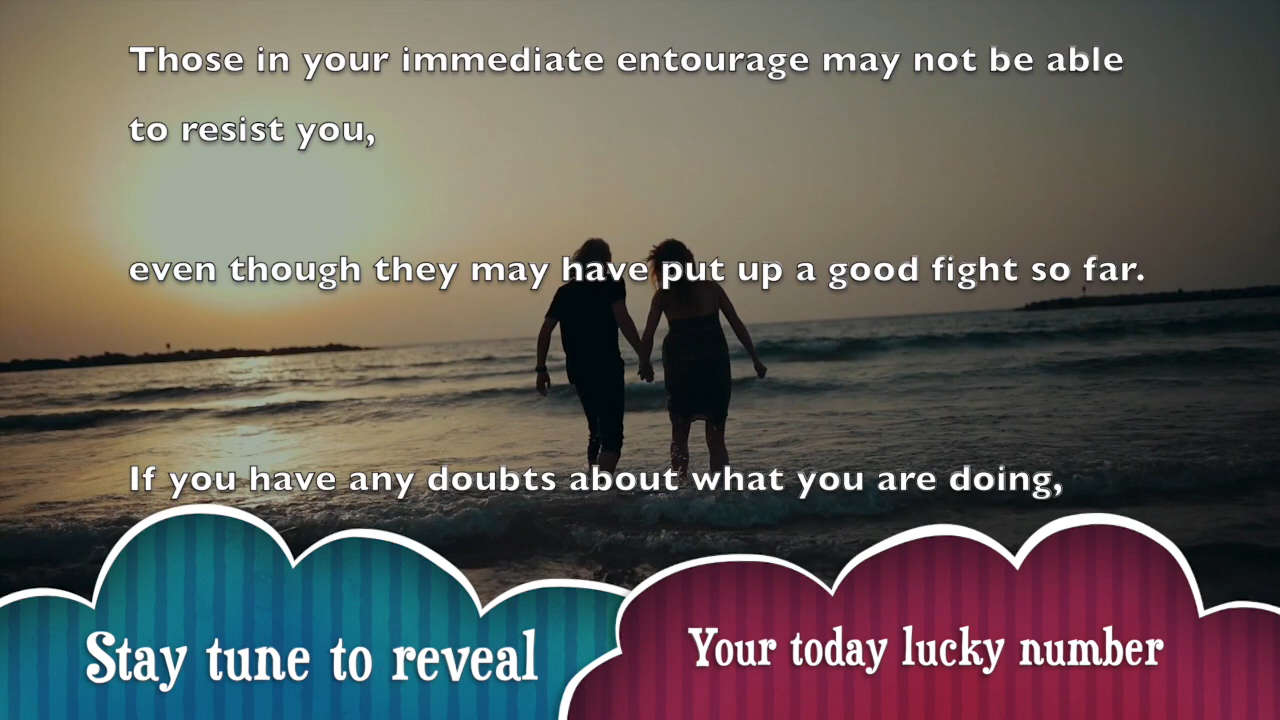 Those in your immediate entourage may not be able
to resist you,
even though they may have put up a good fight so far.
If you have any doubts about what you are doing,
Stay tune to reveal
Your today lucky number